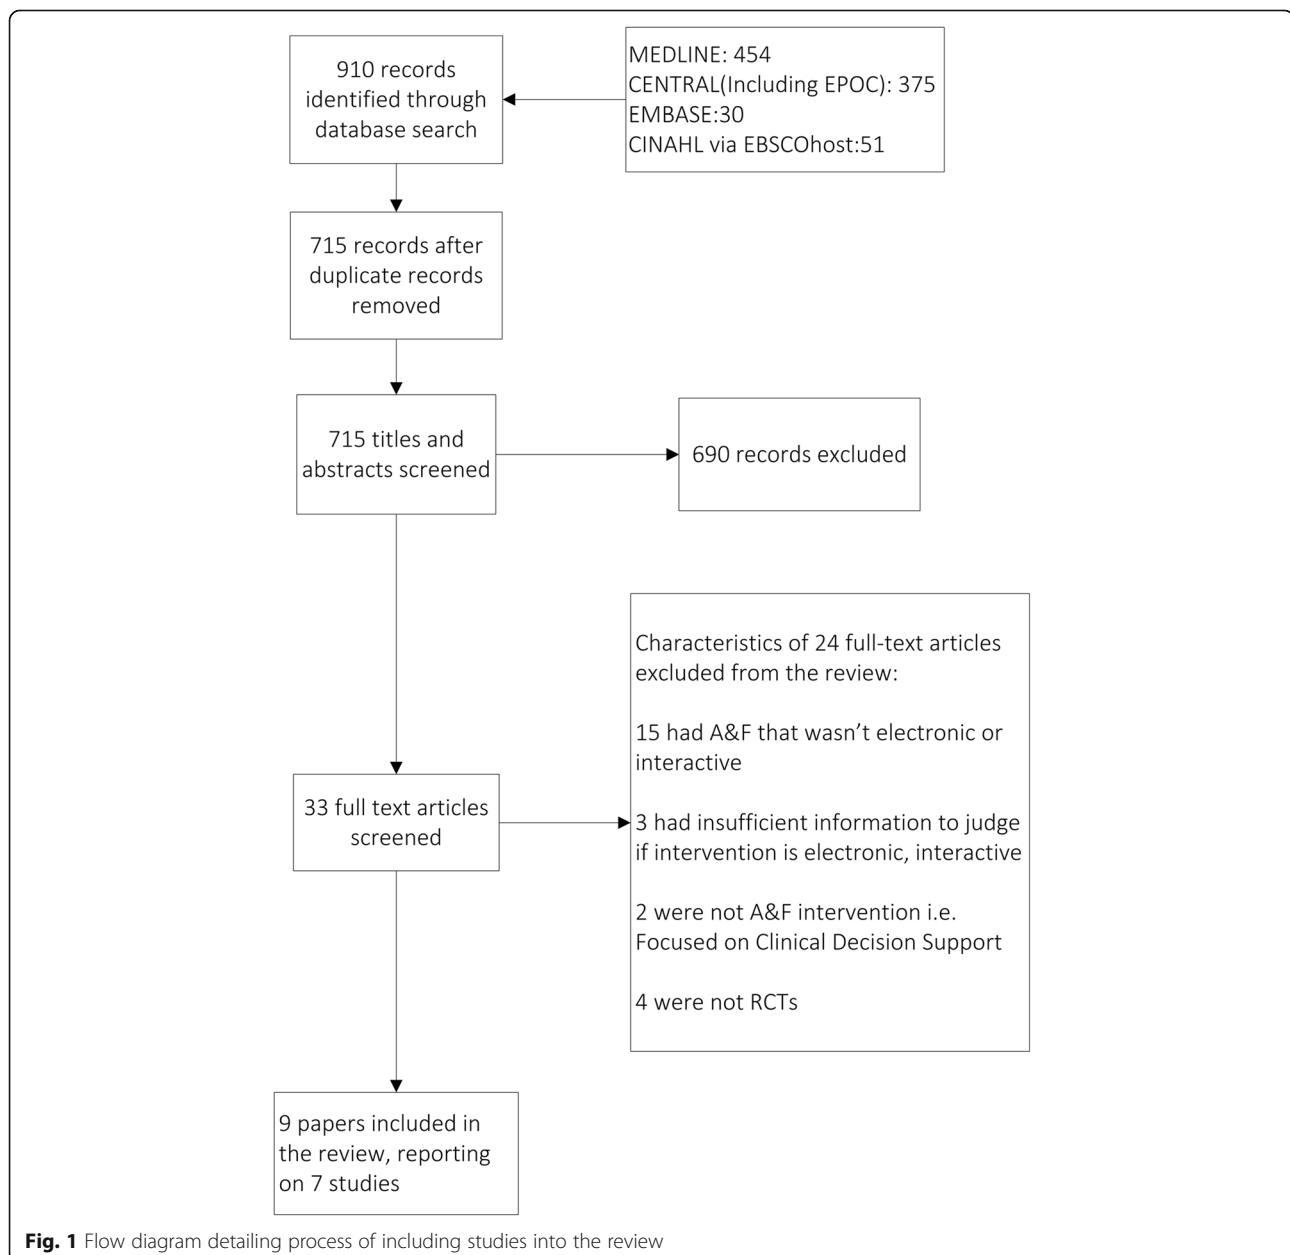 910 records
identified through
database search
MEDLINE: 454
CENTRAL(Including EPOC): 375
EMBASE:30
CINAHL via EBSCOhost:51
715 records after
duplicate records
removed
715 titles and
abstracts screened
690 records excluded
33 full text articles
screened
Characteristics of 24 full-text articles
excluded from the review:
15 had A&F that wasn't electronic or
interactive
3 had insufficient information to judge
if intervention is electronic, interactive
2 were not A&F intervention i.e.
Focused on Clinical Decision Support
4 were not RCTs
9 papers included in
the review, reporting
on 7 studies
Fig. 1 Flow diagram detailing process of including studies into the review